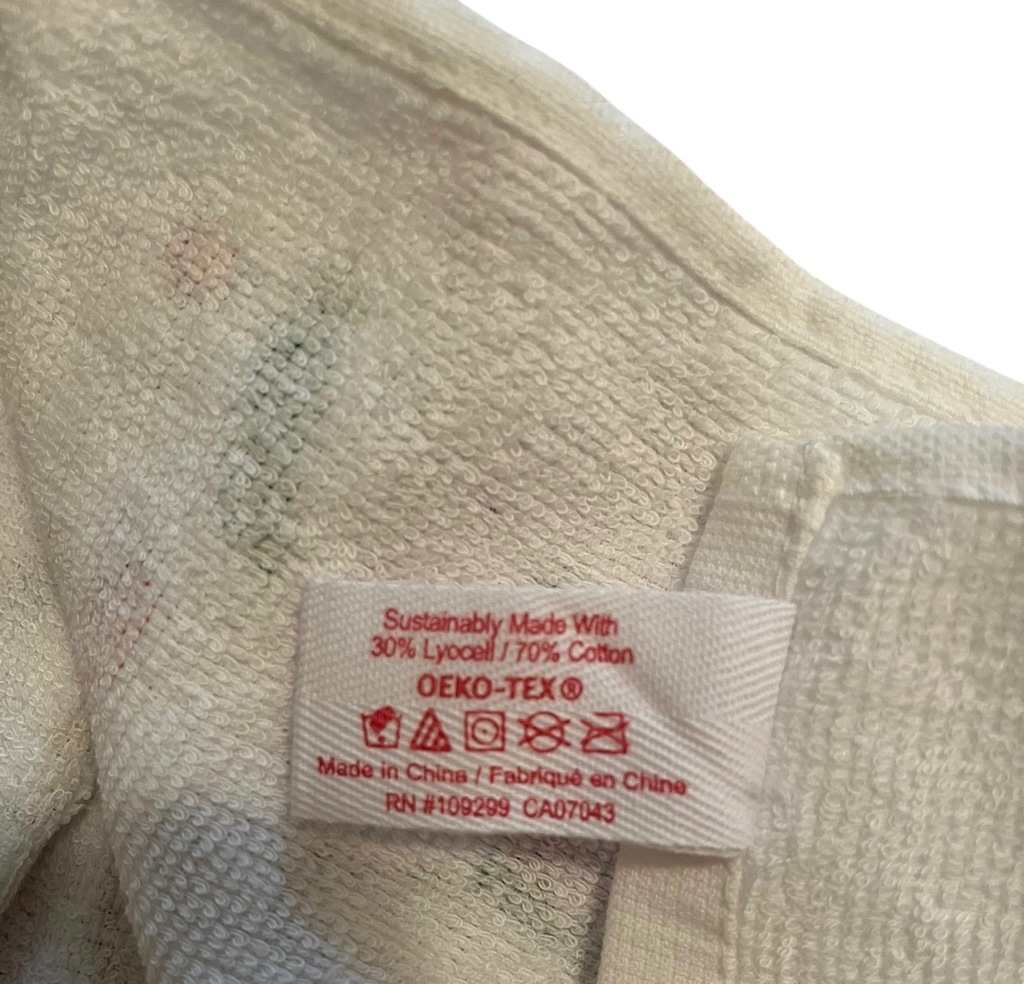 Sustainably Made With
30% Lyocell / 70% Cotton
OEKO-TEX®
Made in China / Fabriqué en Chine
RN #109299 CA07043